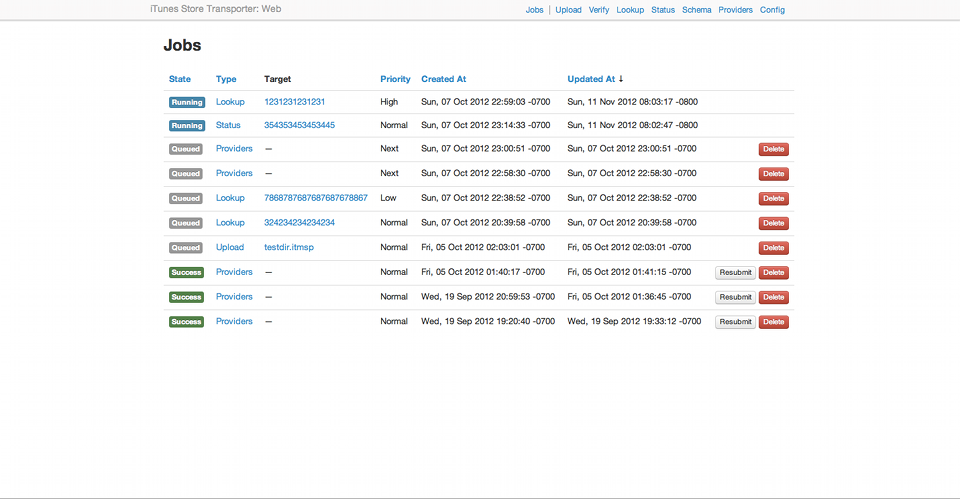 iTunes Store Transporter: Web Jobs | Upload Verify Lookup Status Schema Providers Config
Jobs
State Type Target Priority Created At Updated At ↓
Running Lookup 1231231231231 High Sun, 07 Oct 2012 22:59:03 -0700 Sun, 11 Nov 2012 08:03:17 -0800
Running Status 354353453453445 Normal Sun, 07 Oct 2012 23:14:33 -0700 Sun, 11 Nov 2012 08:02:47 -0800
Queued Providers — Next Sun, 07 Oct 2012 23:00:51 -0700 Sun, 07 Oct 2012 23:00:51 -0700 Delete
Queued Providers — Next Sun, 07 Oct 2012 22:58:30 -0700 Sun, 07 Oct 2012 22:58:30 -0700 Delete
Queued Lookup 7868787687687687678867 Low Sun, 07 Oct 2012 22:38:52 -0700 Sun, 07 Oct 2012 22:38:52 -0700 Delete
Queued Lookup 324234234234234 Normal Sun, 07 Oct 2012 20:39:58 -0700 Sun, 07 Oct 2012 20:39:58 -0700 Delete
Queued Upload testdir.itmsp Normal Fri, 05 Oct 2012 02:03:01 -0700 Fri, 05 Oct 2012 02:03:01 -0700 Delete
Success Providers — Normal Fri, 05 Oct 2012 01:40:17 -0700 Fri, 05 Oct 2012 01:41:15 -0700 Resubmit Delete
Success Providers — Normal Wed, 19 Sep 2012 20:59:53 -0700 Fri, 05 Oct 2012 01:36:45 -0700 Resubmit Delete
Success Providers — Normal Wed, 19 Sep 2012 19:20:40 -0700 Wed, 19 Sep 2012 19:33:12 -0700 Resubmit Delete